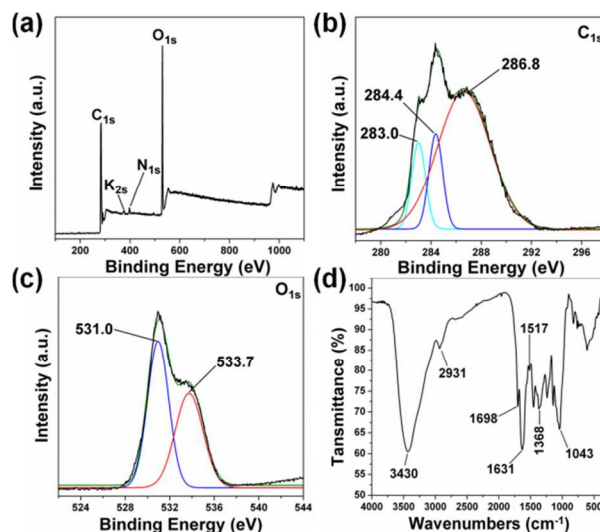 (a)
O1s
C1s
K2s
N1s
Intensity (a.u.)
200 400 600 800 1000
Binding Energy (eV)
(b)
C1s
286.8
284.4
283.0
Intensity (a.u.)
280 284 288 292 296
Binding Energy (eV)
(c)
O1s
531.0
533.7
Intensity (a.u.)
524 528 532 536 540 544
Binding Energy (eV)
(d)
100
95
90
85
80
75
70
65
60
55
50
Tansmittance (%)
1517
2931
1698
1368
3430
1631
1043
4000 3500 3000 2500 2000 1500 1000 500
Wavenumbers (cm-1)